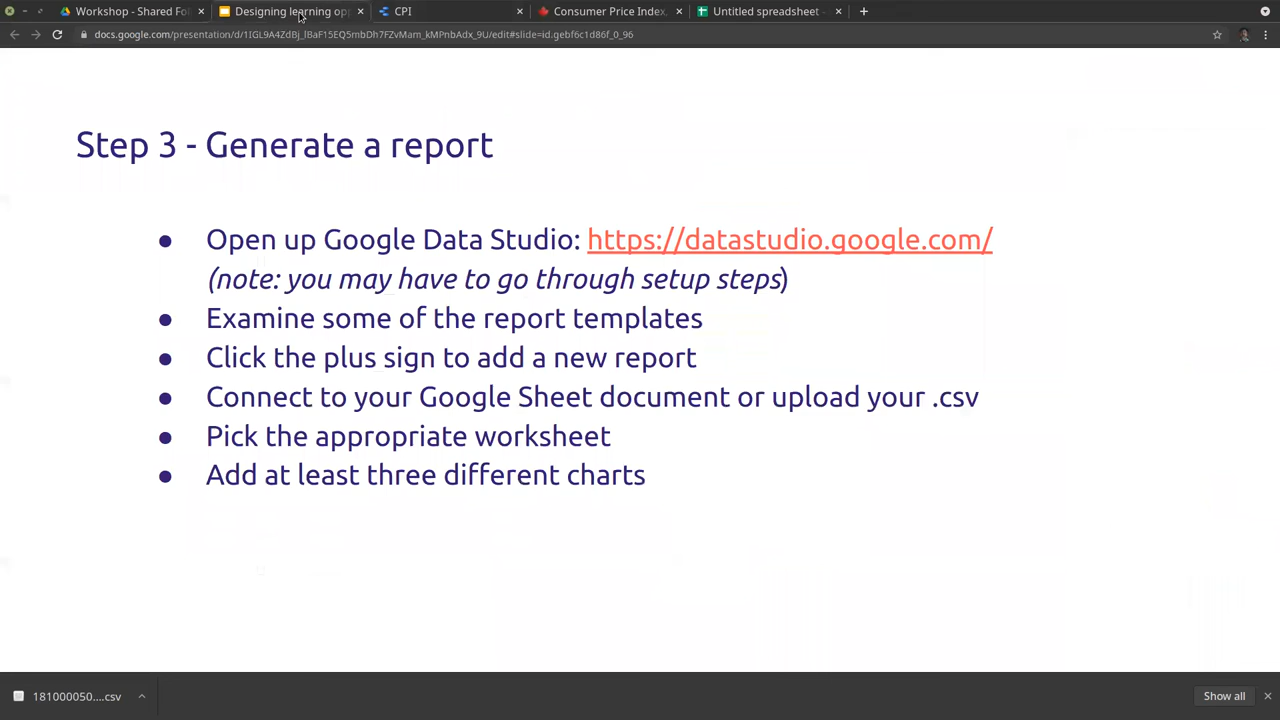 Workshop - Shared Fol
Designing learning opp
CPI
Consumer Price Index,
Untitled spreadsheet -
docs.google.com/presentation/d/1IGL9A4ZdBj_lBaF15EQ5mbDh7FZvMam_kMPnbAdx_9U/edit#slide=id.gebf6c1d86f_0_96
Step 3 - Generate a report
● Open up Google Data Studio: https://datastudio.google.com/
(note: you may have to go through setup steps)
● Examine some of the report templates
● Click the plus sign to add a new report
● Connect to your Google Sheet document or upload your .csv
● Pick the appropriate worksheet
● Add at least three different charts
181000050....csv
Show all